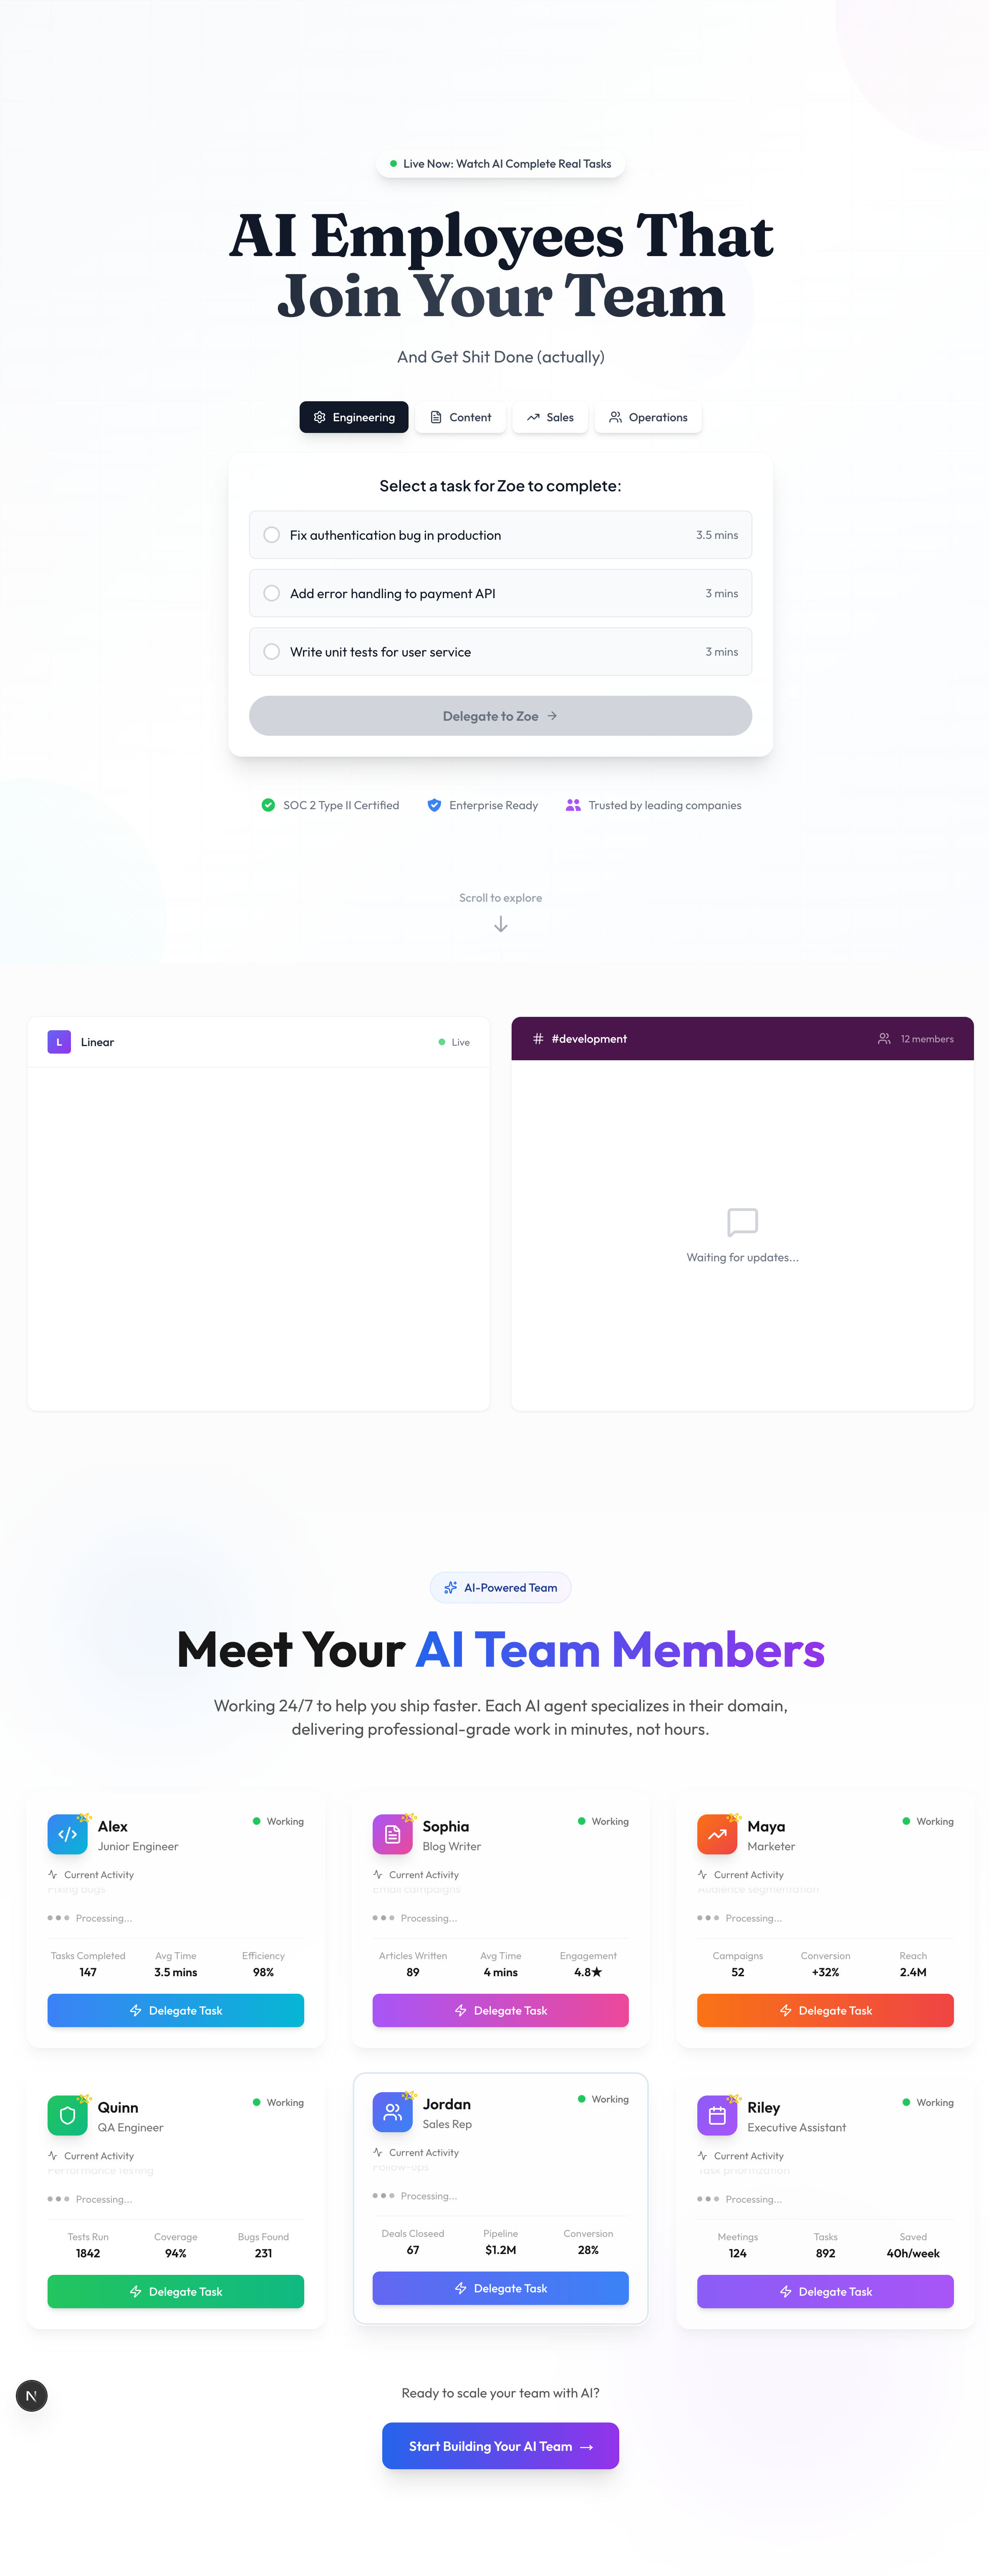 Live Now: Watch AI Complete Real Tasks
AI Employees That
Join Your Team
And Get Shit Done (actually)
Engineering
Content
Sales
Operations
Select a task for Zoe to complete:
Fix authentication bug in production
3.5 mins
Add error handling to payment API
3 mins
Write unit tests for user service
3 mins
Delegate to Zoe →
SOC 2 Type II Certified
Enterprise Ready
Trusted by leading companies
Scroll to explore
L
Linear
Live
#development
12 members
Waiting for updates...
AI-Powered Team
Meet Your AI Team Members
Working 24/7 to help you ship faster. Each AI agent specializes in their domain,
delivering professional-grade work in minutes, not hours.
Alex
Junior Engineer
Working
Current Activity
Fixing bugs
Processing...
Tasks Completed
147
Avg Time
3.5 mins
Efficiency
98%
Delegate Task
Sophia
Blog Writer
Working
Current Activity
Email campaigns
Processing...
Articles Written
89
Avg Time
4 mins
Engagement
4.8★
Delegate Task
Maya
Marketer
Working
Current Activity
Audience segmentation
Processing...
Campaigns
52
Conversion
+32%
Reach
2.4M
Delegate Task
Quinn
QA Engineer
Working
Current Activity
Performance testing
Processing...
Tests Run
1842
Coverage
94%
Bugs Found
231
Delegate Task
Jordan
Sales Rep
Working
Current Activity
Follow-ups
Processing...
Deals Closeed
67
Pipeline
$1.2M
Conversion
28%
Delegate Task
Riley
Executive Assistant
Working
Current Activity
Task prioritization
Processing...
Meetings
124
Tasks
892
Saved
40h/week
Delegate Task
N
Ready to scale your team with AI?
Start Building Your AI Team →